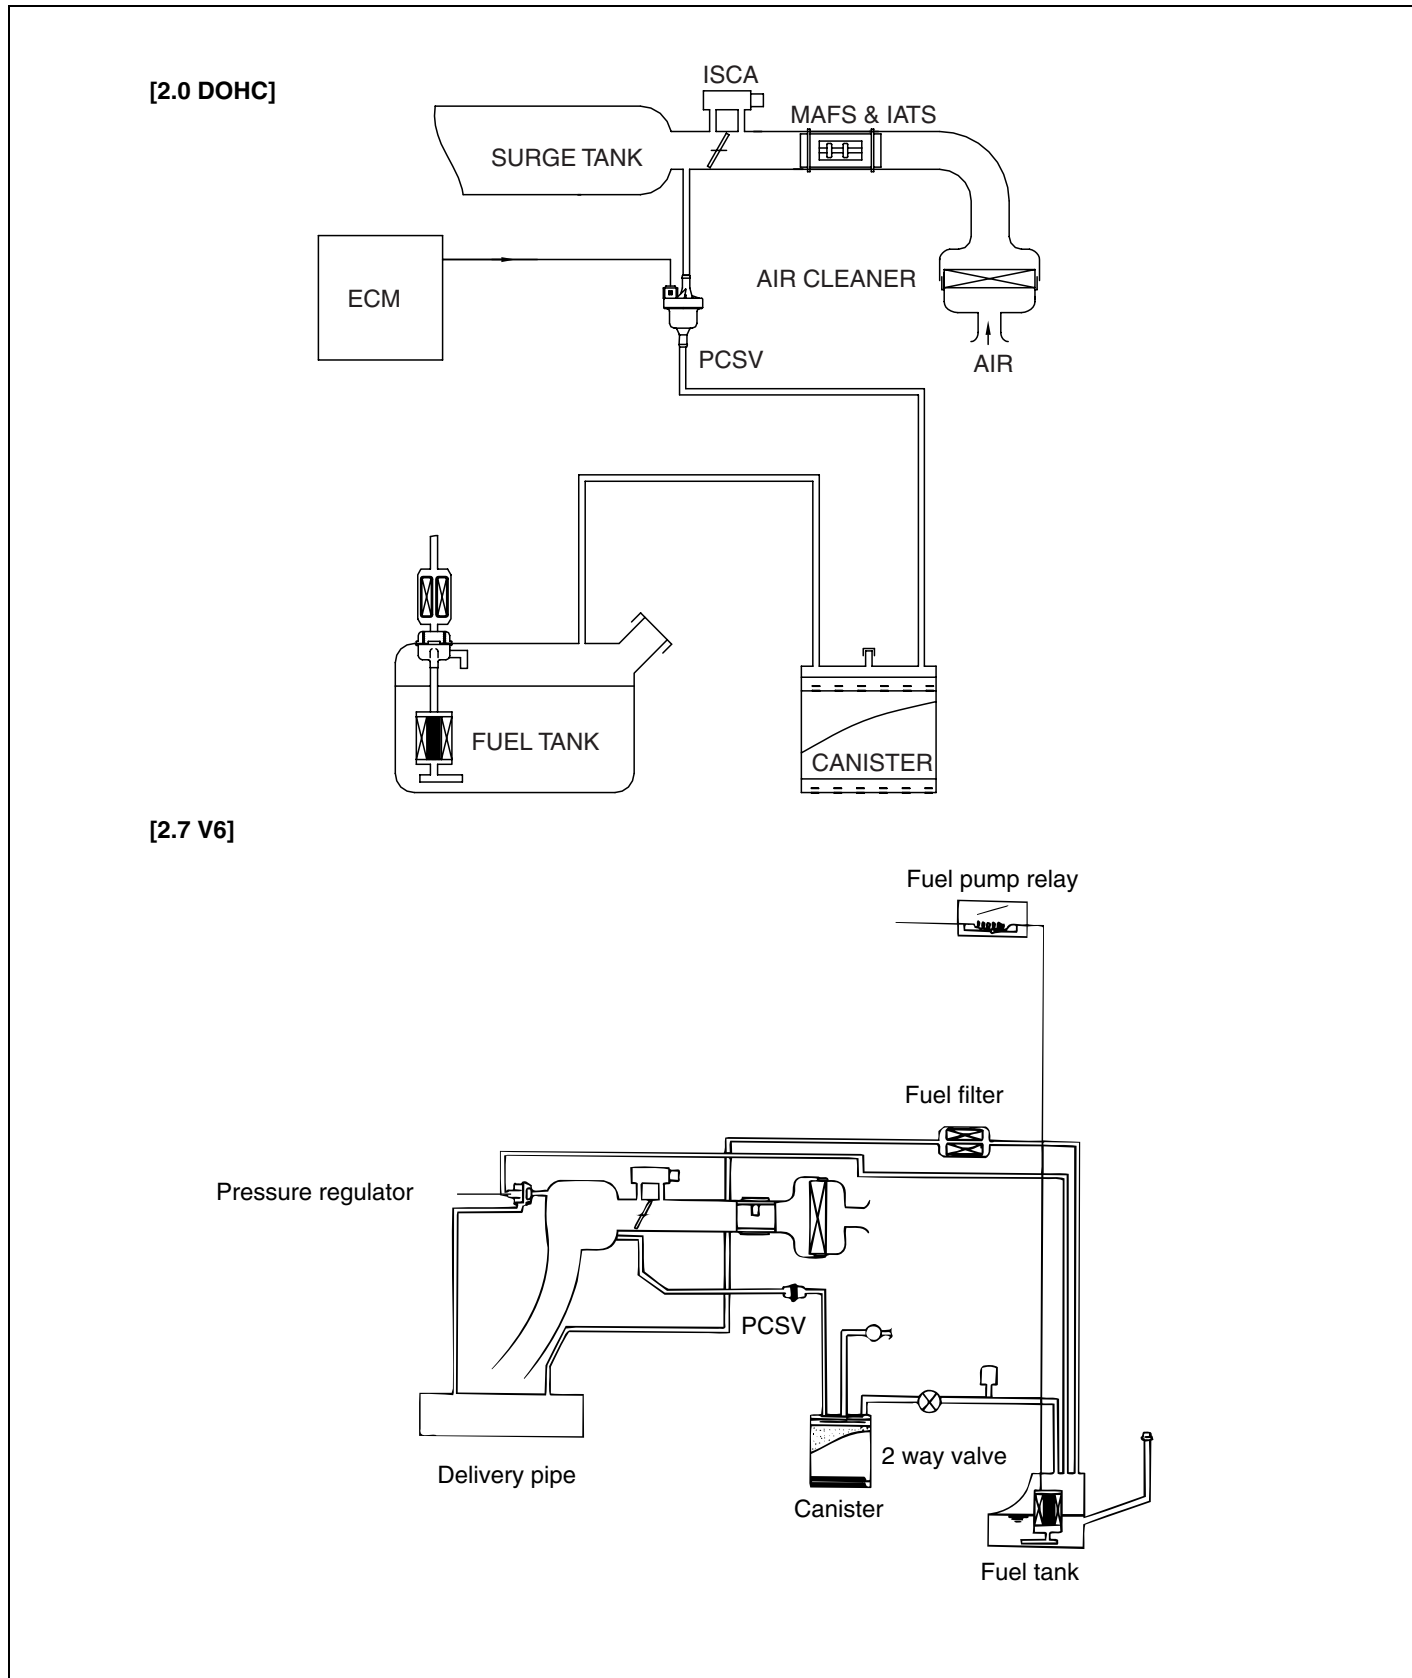 [2.0 DOHC]
ISCA
MAFS & IATS
SURGE TANK
ECM
AIR CLEANER
PCSV
AIR
FUEL TANK
CANISTER
[2.7 V6]
Fuel pump relay
Fuel filter
Pressure regulator
PCSV
2 way valve
Delivery pipe
Canister
Fuel tank